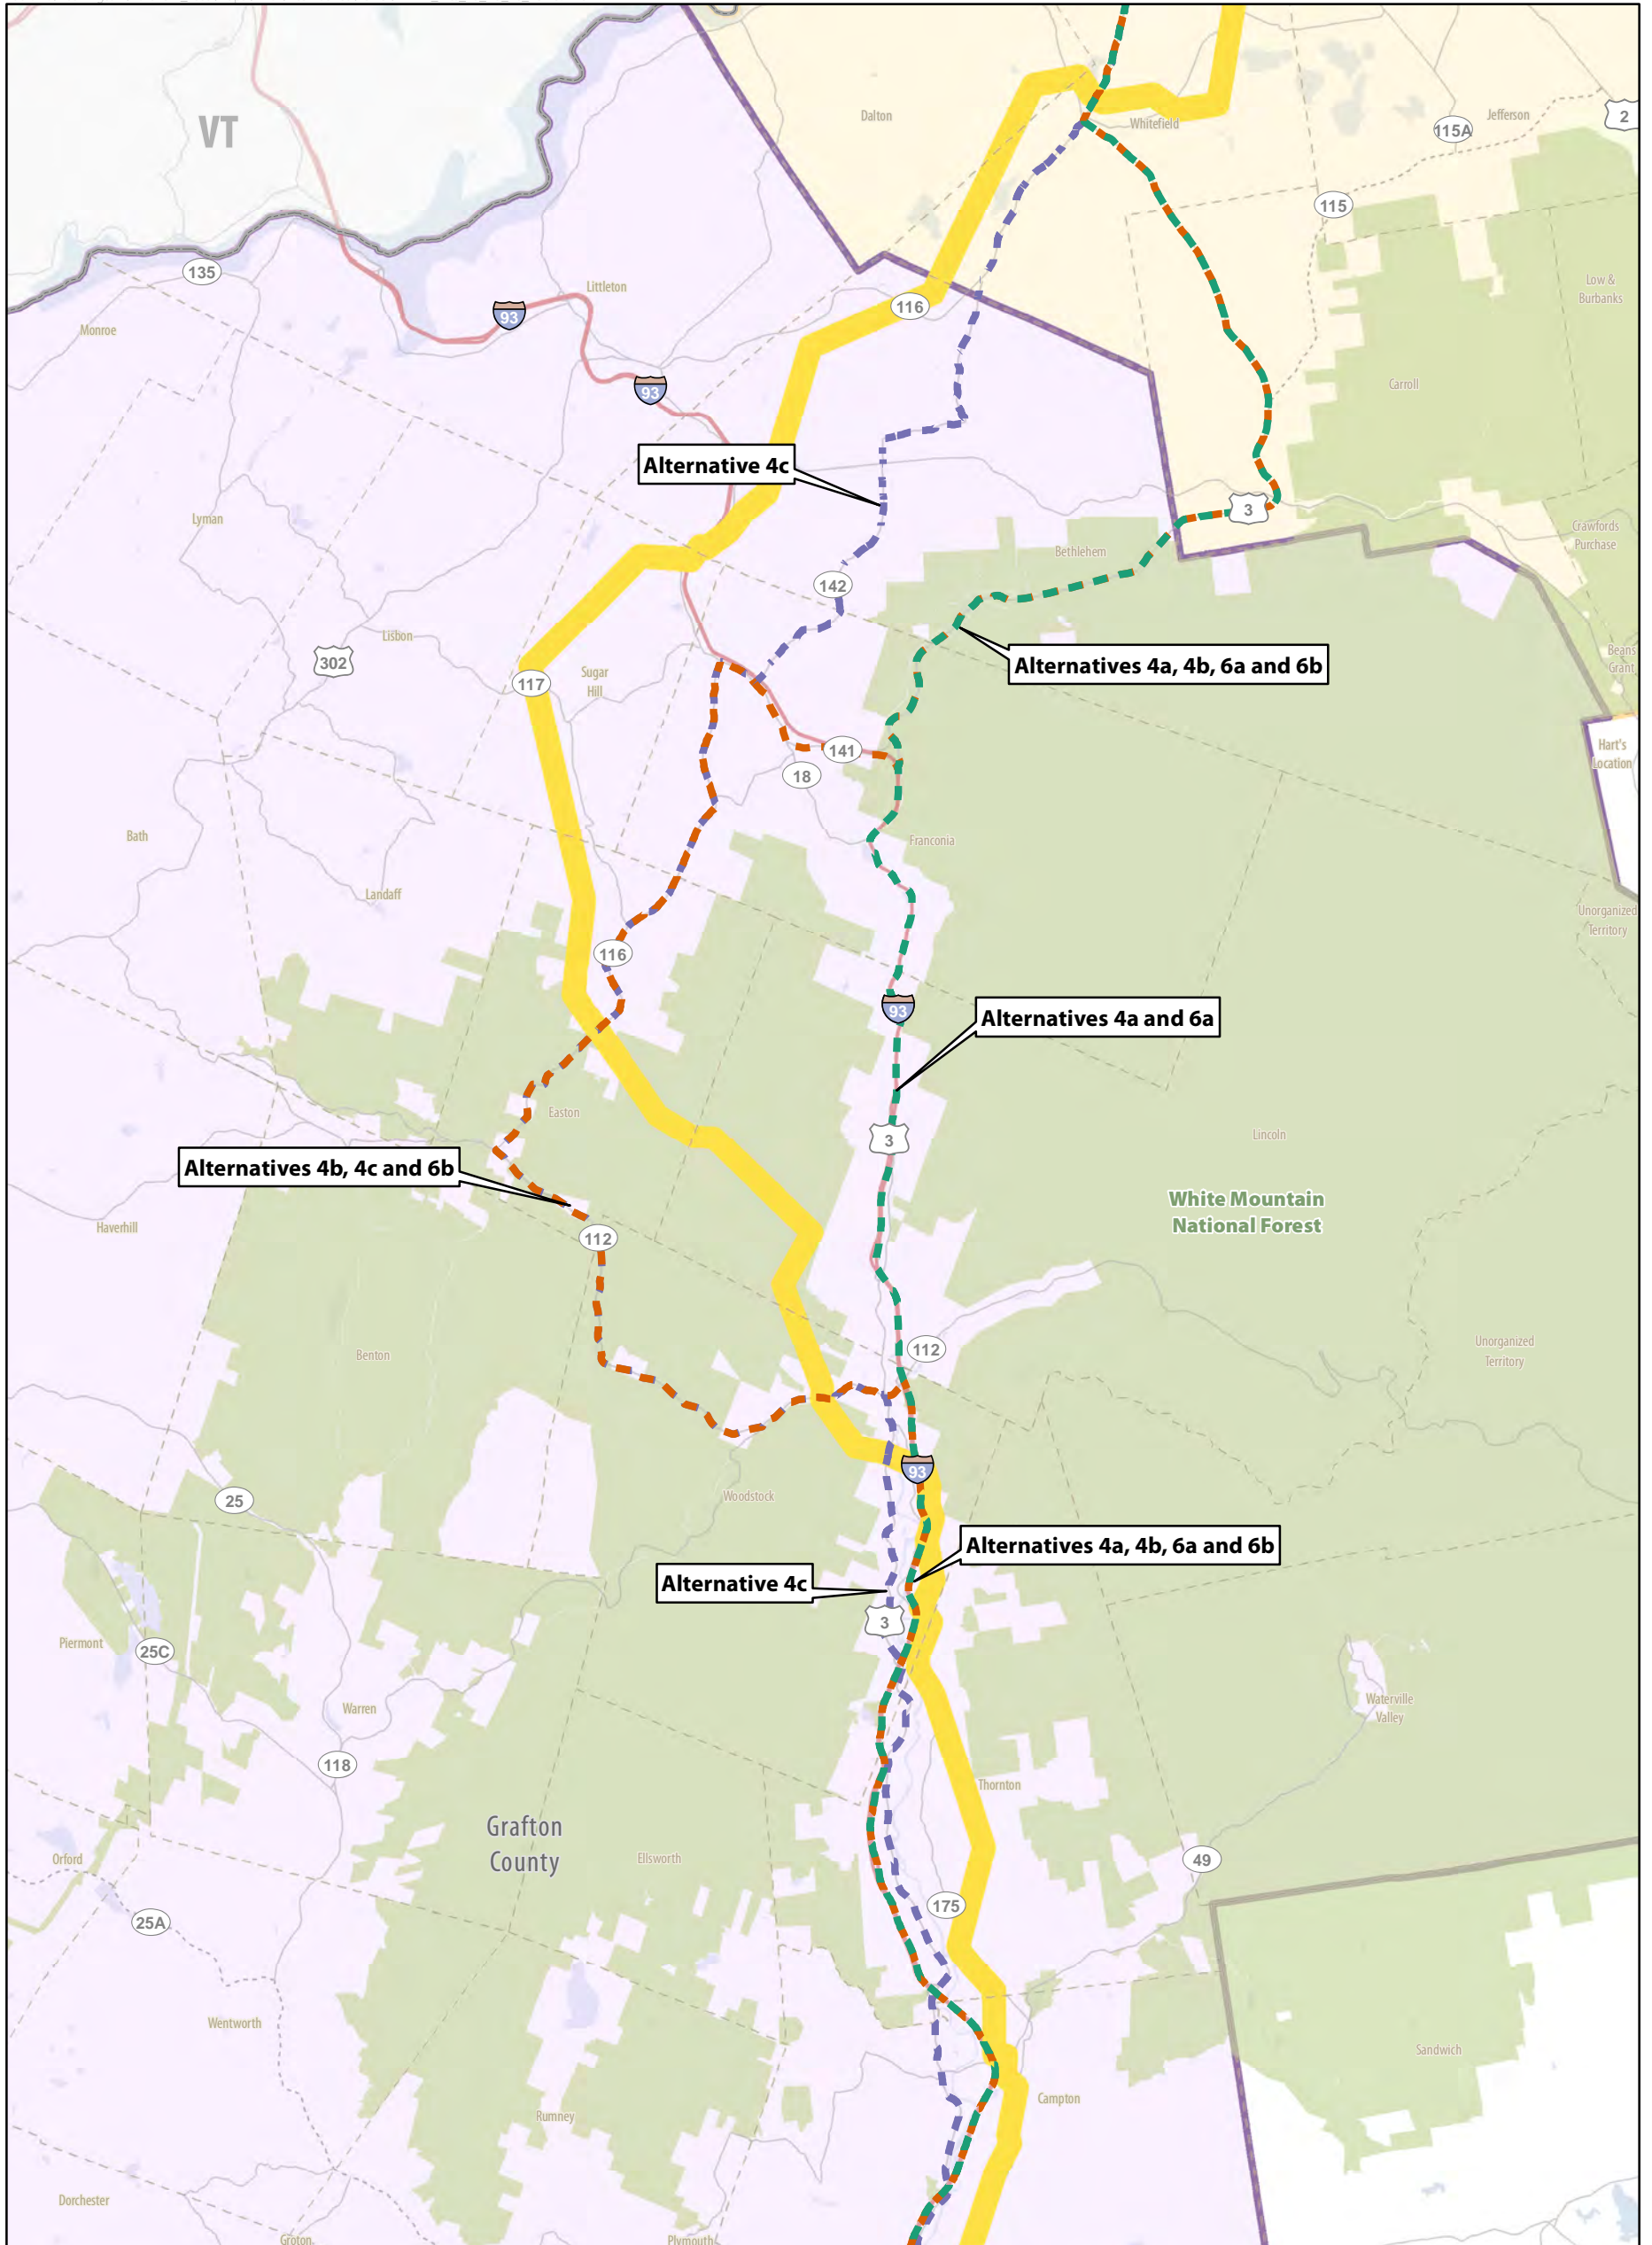 VT
Dalton
Whitefield
Jefferson
2
115A
115
135
Littleton
93
116
Low &
Burbanks
Monroe
93
Carroll
Alternative 4c
3
Lyman
Crawfords
Purchase
Bethlehem
142
Lisbon
302
Alternatives 4a, 4b, 6a and 6b
Beans
Grant
Sugar
Hill
117
Hart's
Location
141
18
Bath
Franconia
Landaff
Unorganized
Territory
116
93
Alternatives 4a and 6a
Easton
3
Lincoln
Alternatives 4b, 4c and 6b
White Mountain
National Forest
Haverhill
112
112
Benton
Unorganized
Territory
93
25
Woodstock
Alternatives 4a, 4b, 6a and 6b
Alternative 4c
3
Piermont
25C
Warren
Waterville
Valley
118
Thornton
Grafton
County
Ellsworth
49
Orford
175
25A
Wentworth
Sandwich
Campton
Rumney
Dorchester
Groton
Plymouth